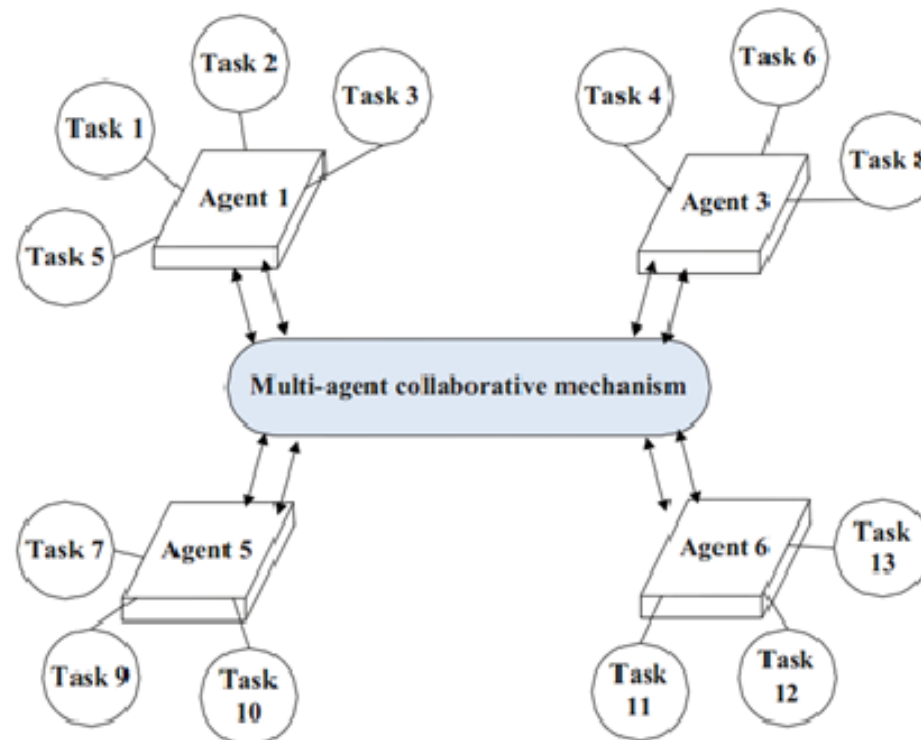 Task 2
Task 3
Task 1
Agent 1
Task 5
Task 6
Task 4
Task 8
Agent 3
Multi-agent collaborative mechanism
Task 7
Agent 5
Task 9
Task
10
Agent 6
Task
13
Task
11
Task
12